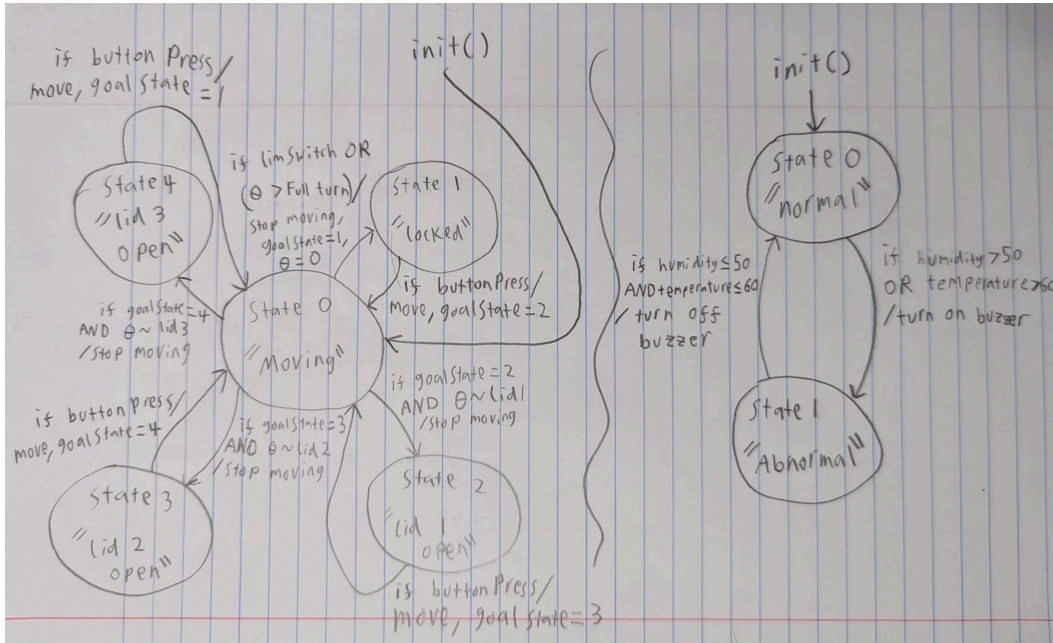 if button Press/
move, goal State = 1
init()
State 4
"lid 3
open"
if limSwitch OR
(θ > Full turn)/
Stop moving,
goalState=1,
θ = 0
State 1
"locked"
if buttonPress/
move, goalState=2
if goalState=4
AND θ ~ lid 3
/Stop moving
State 0
"Moving"
if goalState=2
AND θ ~ Lid 1
/Stop moving
if button Press/
move, goal State = 4
if goalState=3
AND θ ~ lid 2
/Stop moving
State 3
"lid 2
open"
State 2
"lid 1
open"
if button Press/
move, goal State = 3
init()
State 0
"normal"
if humidity ≤ 50
AND temperature ≤ 60
/ turn off
buzzer
if humidity >50
OR temperature >60
/turn on buzzer
State 1
"Abnormal"